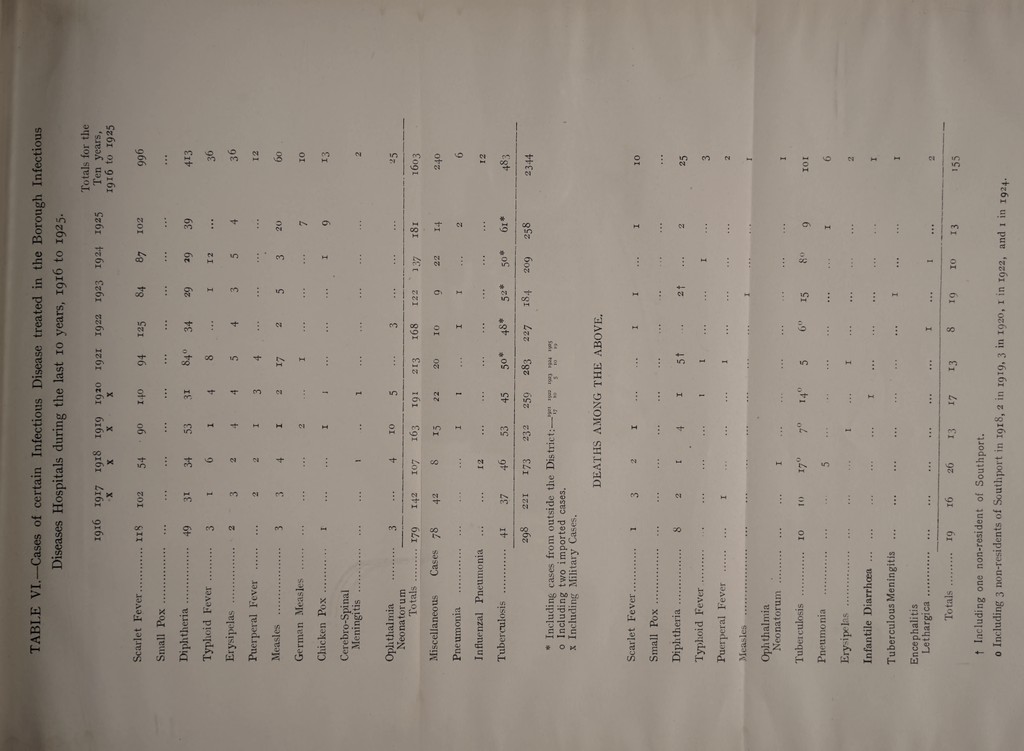 TABLE VI.—Cases of certain Infectious Disease treated in the Borough Infectious
Diseases Hospitals during the last 10 years, 1916 to 1925.
Totals for the
Ten years,
1916 1917 1918 1919 1920 1921 1922 1923 1924 1925 1916 to 1925
x x x x
Scarlet Fever ............ 118 102 54 90 140 94 125 84 87 102 996
Small Pox ............ ... ... ... ... ... ... ... ... ... ... ...
Diphtheria ............ 49 31 34 53 31 84o 34 29 29 39 413
Typhoid Fever ............ 3 1 6 1 4 8 ... 1 12 ... 36
Erysipelas ............ 2 3 2 4 4 5 4 3 5 4 36
Puerperal Fever ...... ... 2 2 1 3 4 ... ... ... ... 12
Measles ............ 3 3 4 1 2 17 2 5 3 20 60
German Measles ...... ... ... ... 2 ... 1 ... ... ... 7 10
Chicken Pox ............ 1 ... ... 1 1 ... ... ... 1 9 13
Cerebro-Spinal
Meningitis ............ ... ... 1 ... 1 ... ... ... ... ... 2
Ophthalmia
Neonatorum ...... 3 ... 4 10 5 ... 3 ... ... ... 25
Totals ............ 179 142 107 163 191 213 168 122 137 181 1603
Miscellaneous Cases 78 42 8 15 22 20 10 9 22 14 240
Pneumonia ............ ... ... ... 1 1 ... 1 1 ... 2 6
Influenzal Pneumonia ... ... 12 ... ... ... ... ... ... ... 12
Tuberculosis ............ 41 37 46 53 45 50* 48* 52* 50* 61* 483
298 221 173 232 259 283 227 184 209 258 2344
* Including cases from outside the District:—
o Including two imported cases.
x Including Military Cases.
DEATHS AMONG THE ABOVE.
Scarlet Fever ............ 1 3 2 1 ... ... 1 1 ... 1 10
Small Pox ............ ... ... ... ... ... ... ... ... ... ... ...
Diphtheria ............ 8 2 1 4 1 5† ... 2† ... 2 25
Typhoid Fever ...... ... ... ... ... 1 1 ... ... 1 ... 3
Puerperal Fever ...... ... 1 ... ... ... 1 ... ... ... ... 2
Measles ............ ... ... ... ... ... ... ... 1 ... ... 1
Ophthalmia
Neonatorum ...... ... ... 1 ... ... ... ... ... ... ... 1
Tuberculosis ............ 10 10 17o 7o 14o 5 6o 15 8o 9 101
Pneumonia ............ ... ... 5 ... ... ... ... ... ... 1 6
Erysipelas ............ ... ... ... 1 ... 1 ... ... ... ... 2
Infantile Diarrhœa ... ... ... ... ... 1 ... ... ... ... ... 1
Tuberculous Meningitis ... ... ... ... ... ... ... 1 ... ... 1
Encephalitis
Lethargica ............ ... ... ... ... ... ... 1 ... 1 ... 2
Totals ......... 19 16 26 13 17 13 8 19 10 13 155
† Including one non-resident of Southport.
o Including 3 non-residents of Southport in 1918, 2 in 1919, 3 in 1920, 1 in 1922, and 1 in 1924.